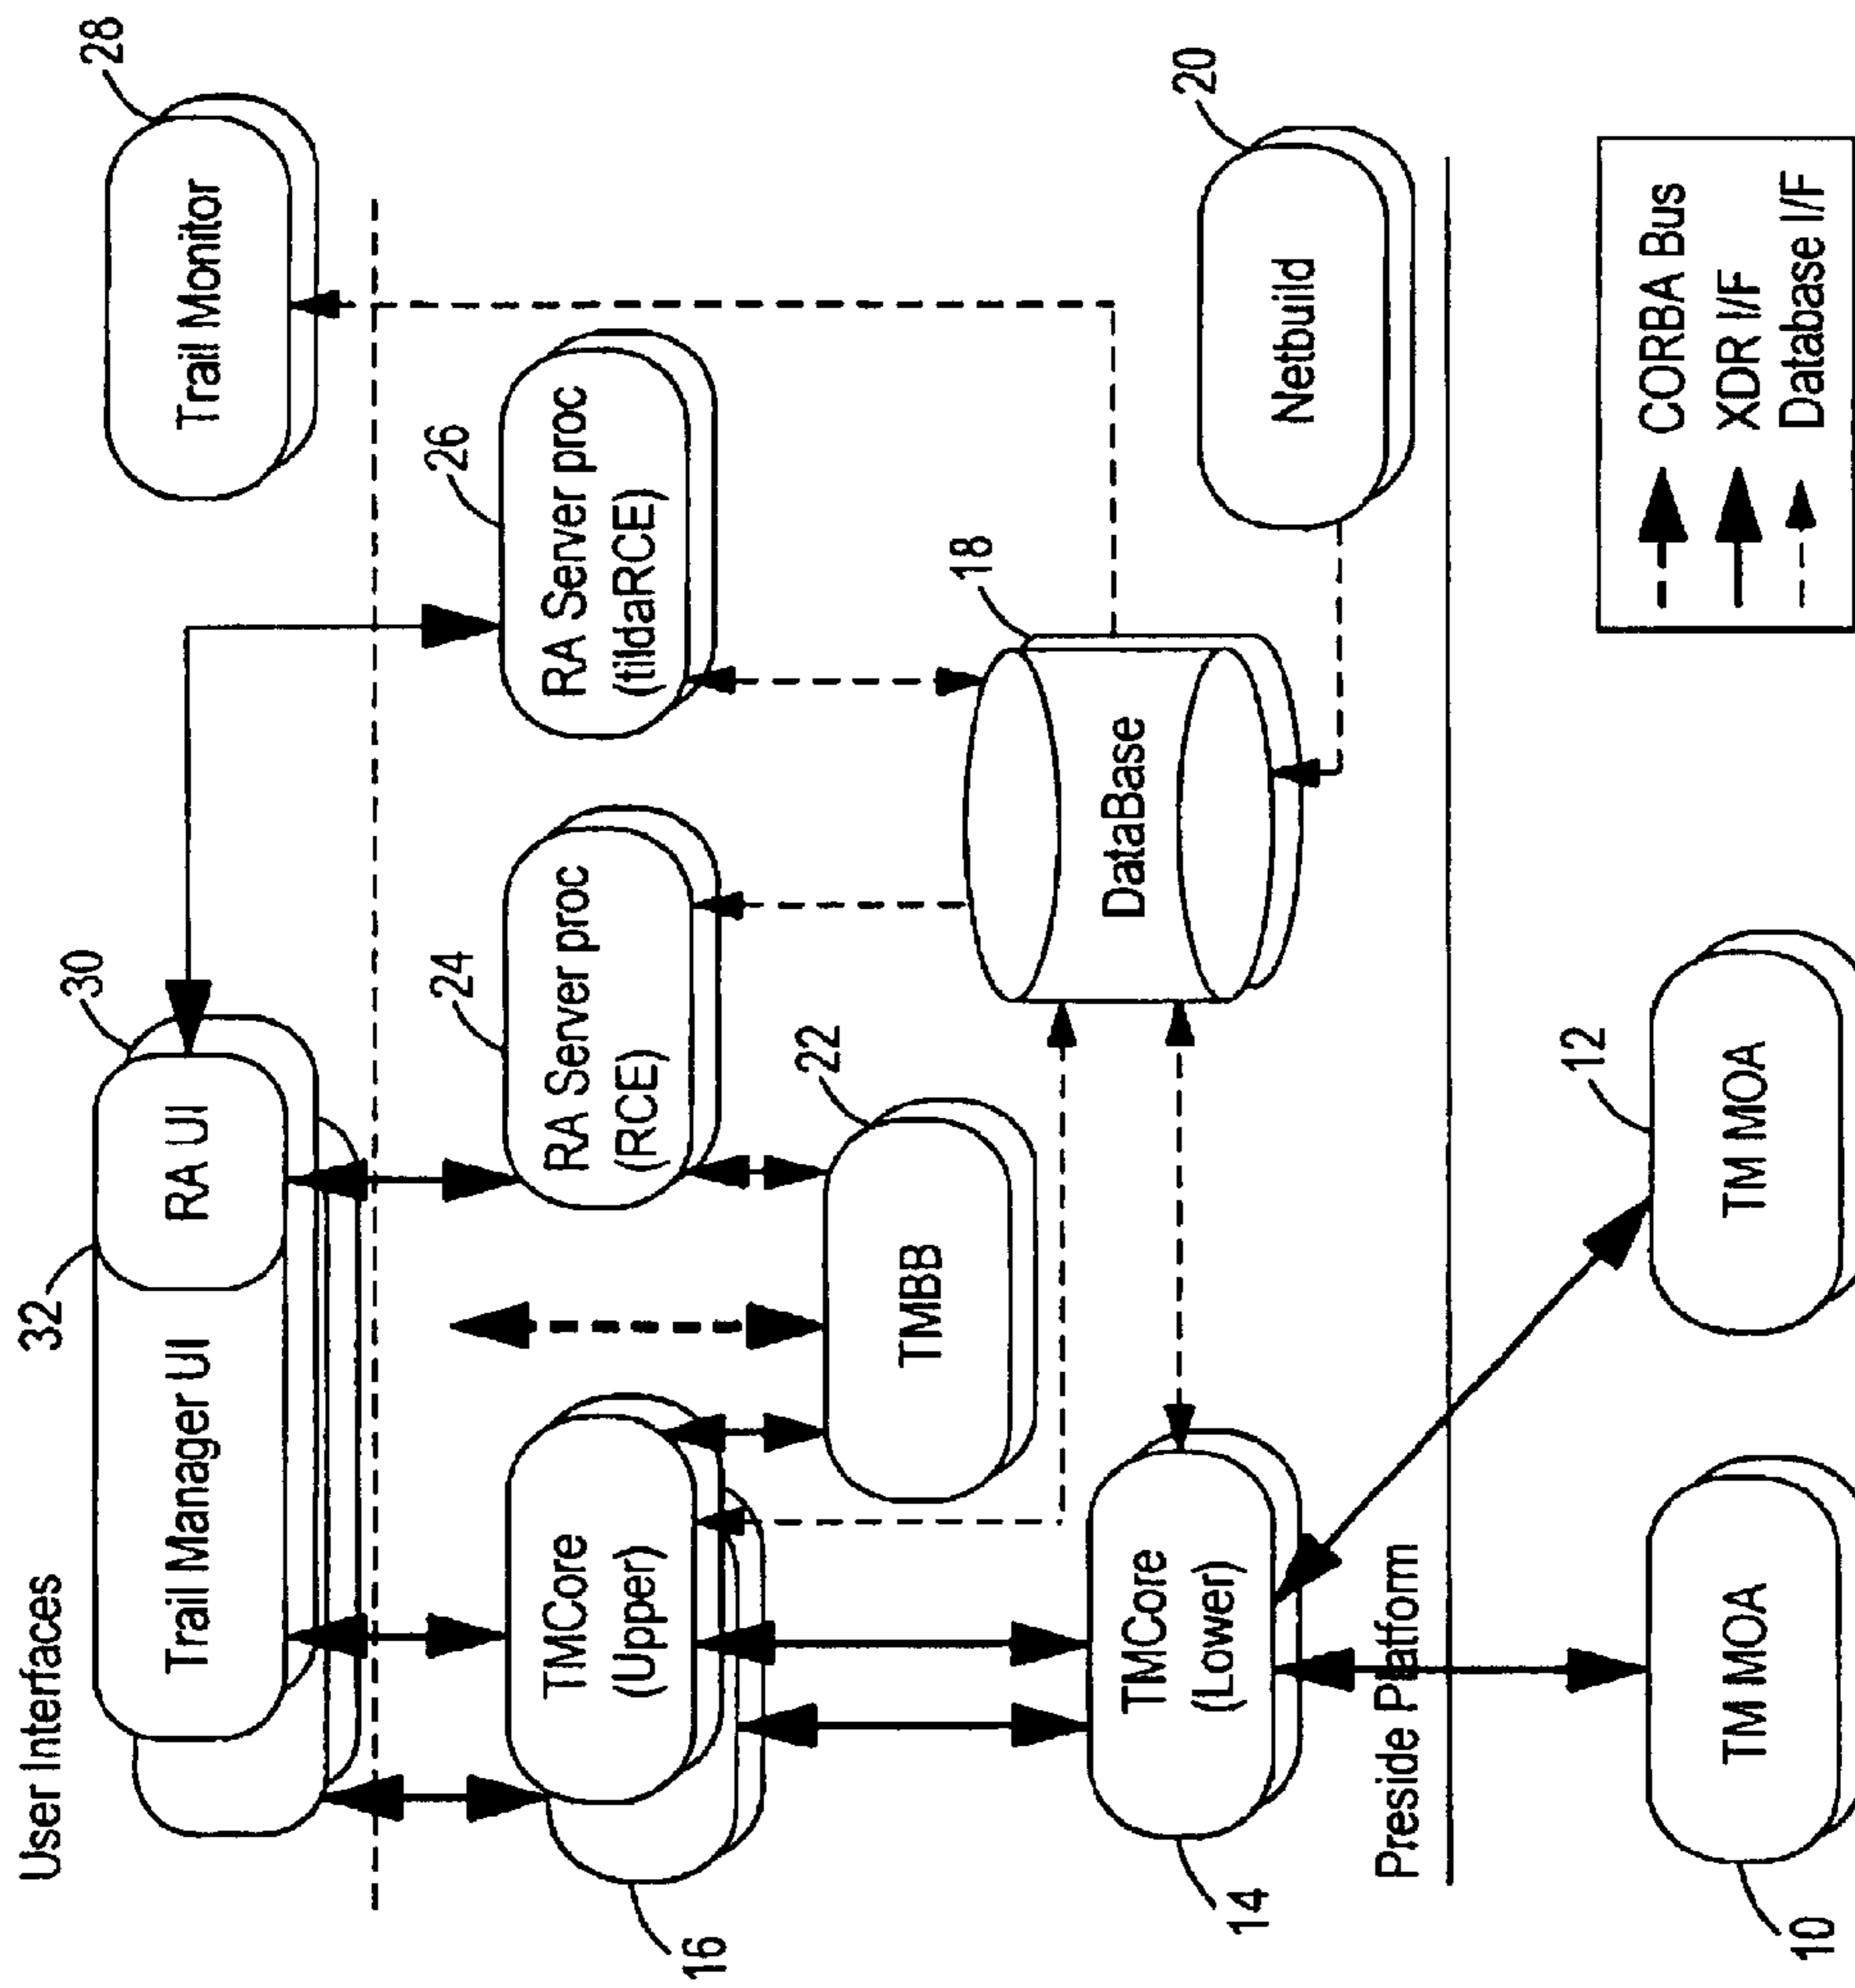 User Interfaces
32
30
28
Trail Manager UI
RA UI
Trail Monitor
24
26
TMCore
(Upper)
RA Server proc
(RCE)
RA Server proc
(tildaRCE)
16
22
TMBB
18
DataBase
20
Netbuild
TMCore
(Lower)
14
Preside Platform
12
TM MOA
TM MOA
10
CORBA Bus
XDR I/F
Database I/F